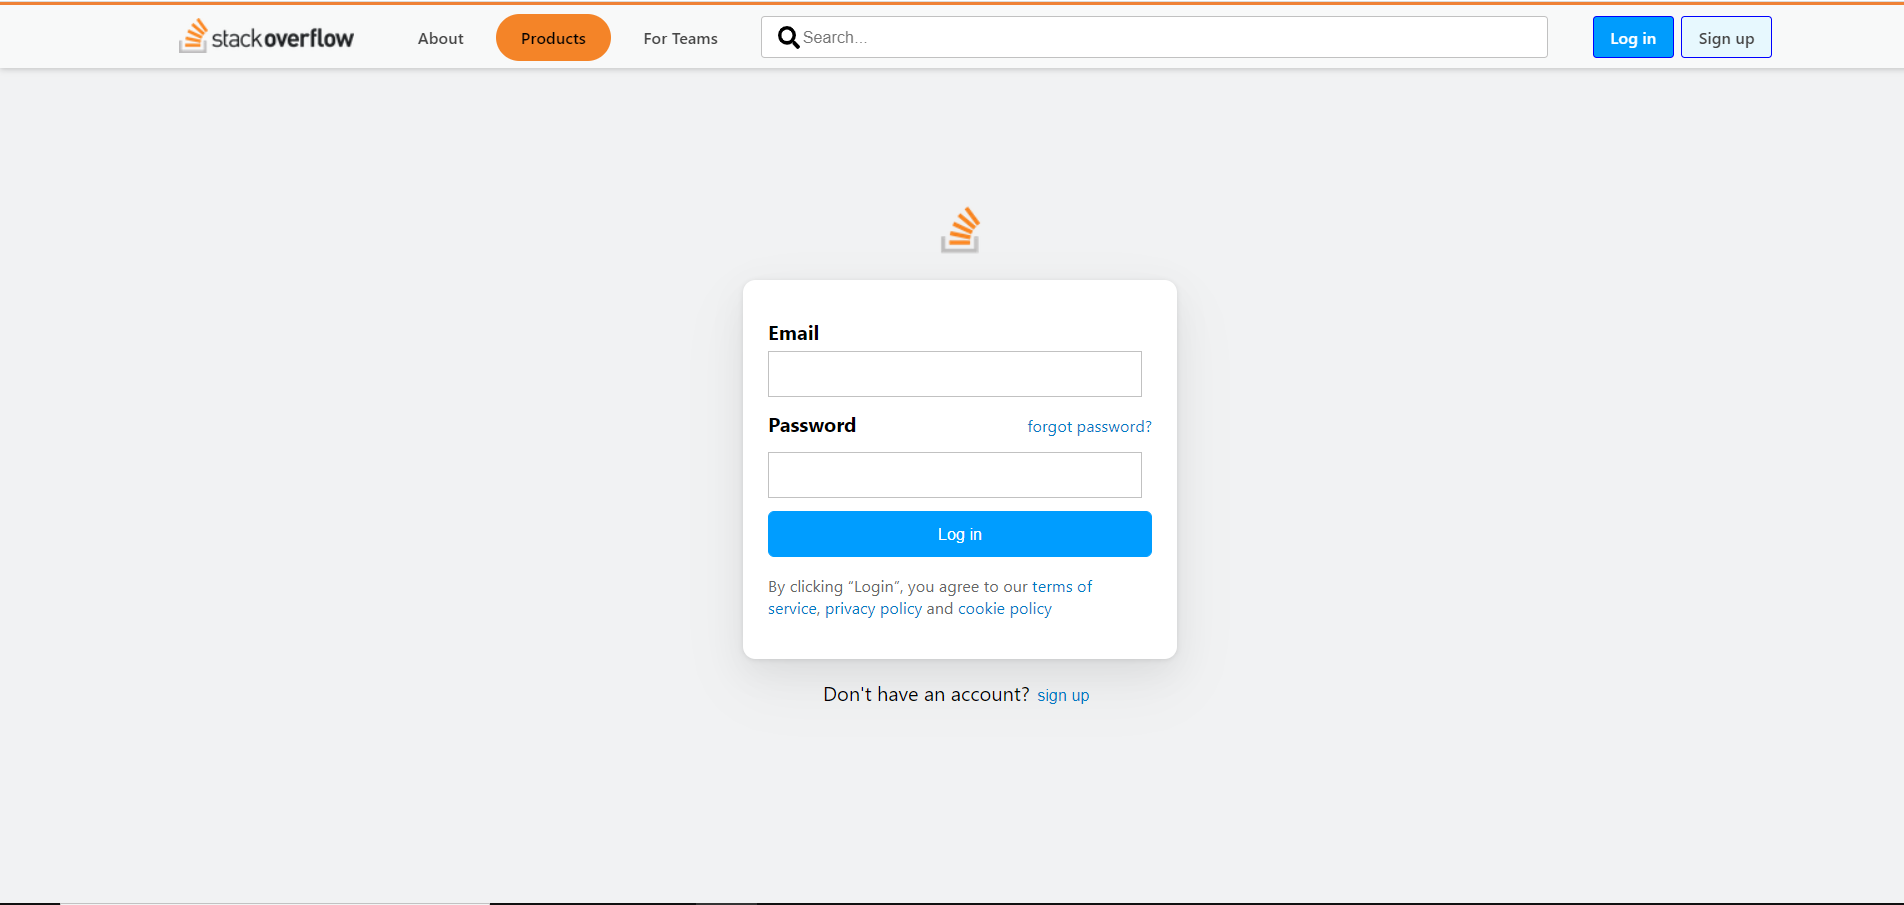 stackoverflow About Products For Teams Search... Log in Sign up
Email
Password forgot password?
Log in
By clicking “Login”, you agree to our terms of
service, privacy policy and cookie policy
Don't have an account? sign up